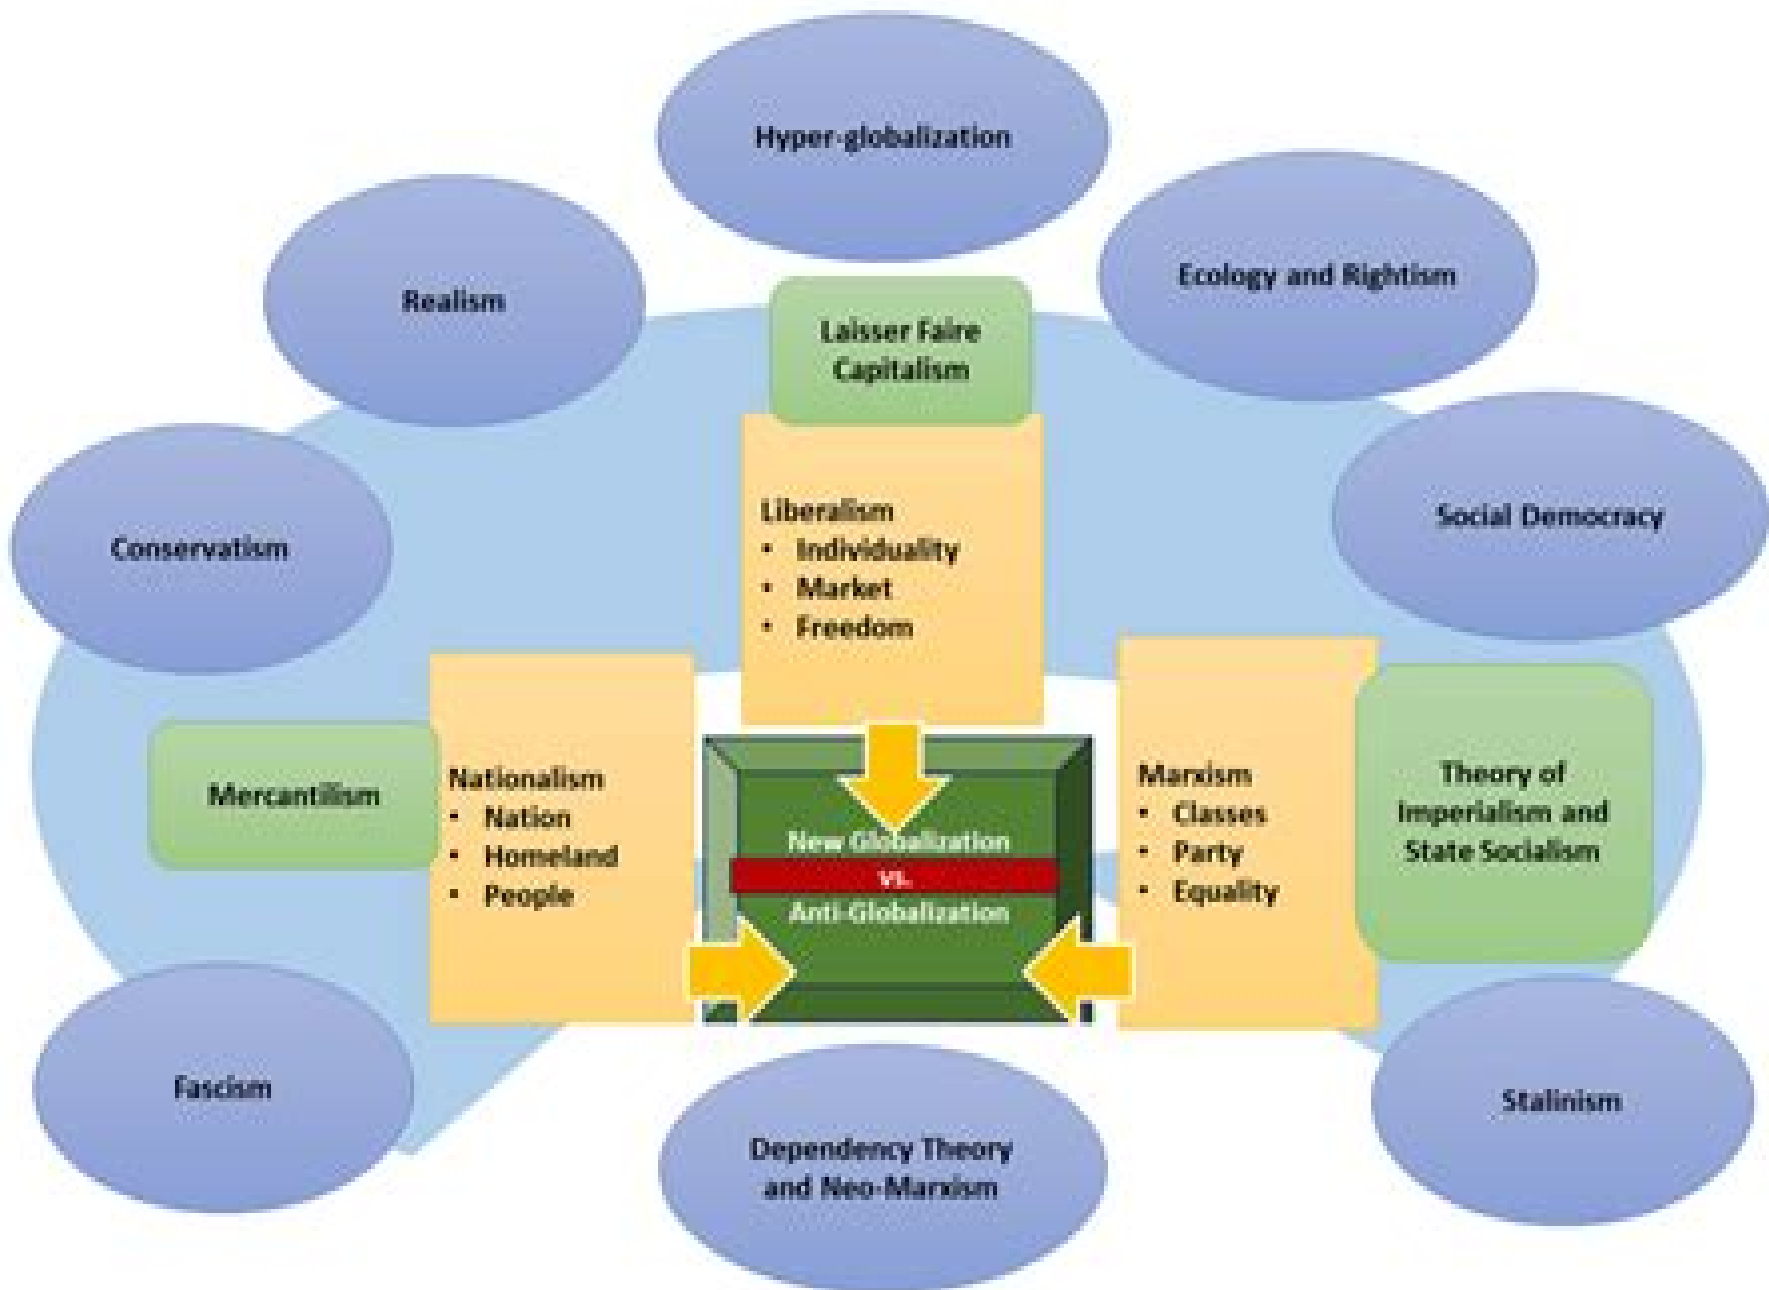 Hyper-globalization
Ecology and Rightism
Realism
Laisser Faire
Capitalism
Social Democracy
Conservatism
Liberalism
• Individuality
• Market
• Freedom
Mercantilism
Nationalism
• Nation
• Homeland
• People
New Globalization
vs.
Anti-Globalization
Marxism
• Classes
• Party
• Equality
Theory of
Imperialism and
State Socialism
Fascism
Dependency Theory
and Neo-Marxism
Stalinism